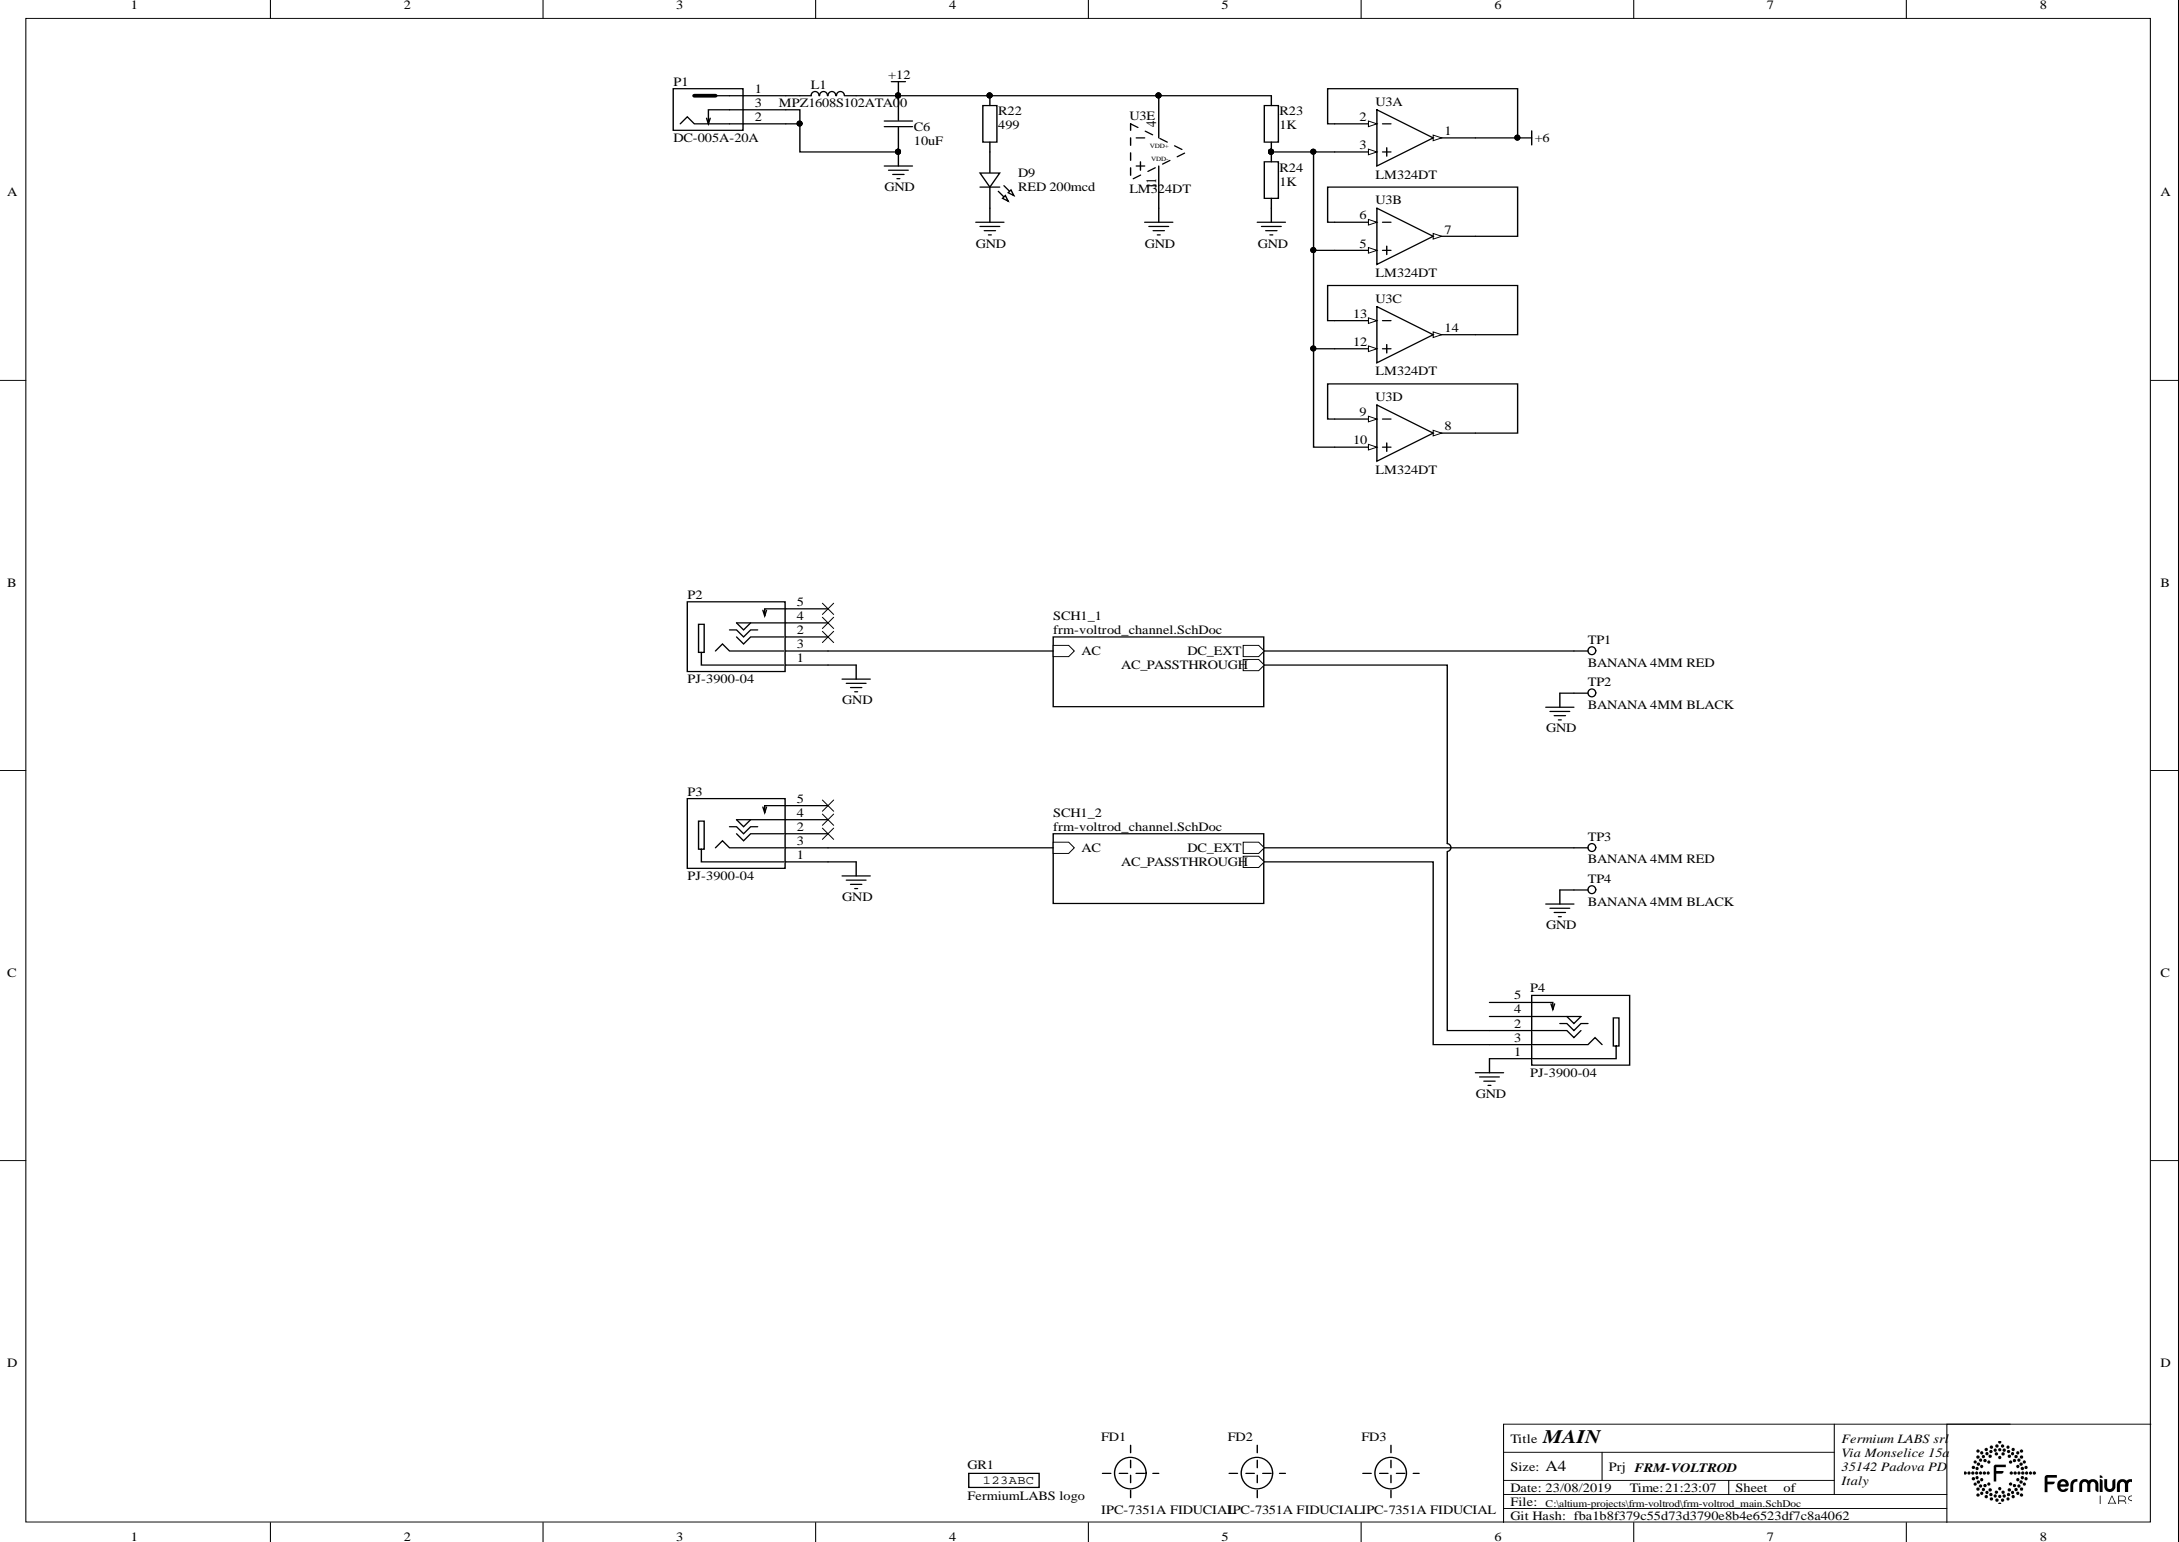 1 2 3 4 5 6 7 8
A A
B B
C C
D D
P1
1
3
2
DC-005A-20A
L1
MPZ1608S102ATA00
+12
C6
10uF
GND
R22
499
D9
RED 200mcd
GND
U3E
4
VDD+
VDD-
11
LM324DT
GND
R23
1K
R24
1K
GND
U3A
2
3
1
+6
LM324DT
U3B
6
5
7
LM324DT
U3C
13
12
14
LM324DT
U3D
9
10
8
LM324DT
P2
5
4
2
3
1
PJ-3900-04
GND
SCH1_1
frm-voltrod_channel.SchDoc
AC
DC_EXT
AC_PASSTHROUGH
TP1
BANANA 4MM RED
TP2
BANANA 4MM BLACK
GND
P3
5
4
2
3
1
PJ-3900-04
GND
SCH1_2
frm-voltrod_channel.SchDoc
AC
DC_EXT
AC_PASSTHROUGH
TP3
BANANA 4MM RED
TP4
BANANA 4MM BLACK
GND
P4
5
4
2
3
1
PJ-3900-04
GND
GR1
123ABC
FermiumLABS logo
FD1
IPC-7351A FIDUCIAL
FD2
IPC-7351A FIDUCIAL
FD3
IPC-7351A FIDUCIAL
Title MAIN
Size: A4 Prj FRM-VOLTROD
Date: 23/08/2019 Time: 21:23:07 Sheet of
File: C:\altium-projects\frm-voltrod\frm-voltrod_main.SchDoc
Git Hash: fba1b8f379c55d73d3790e8b4e6523df7c8a4062
Fermium LABS srl
Via Monselice 15a
35142 Padova PD
Italy
F
Fermium
LABS
1 2 3 4 5 6 7 8